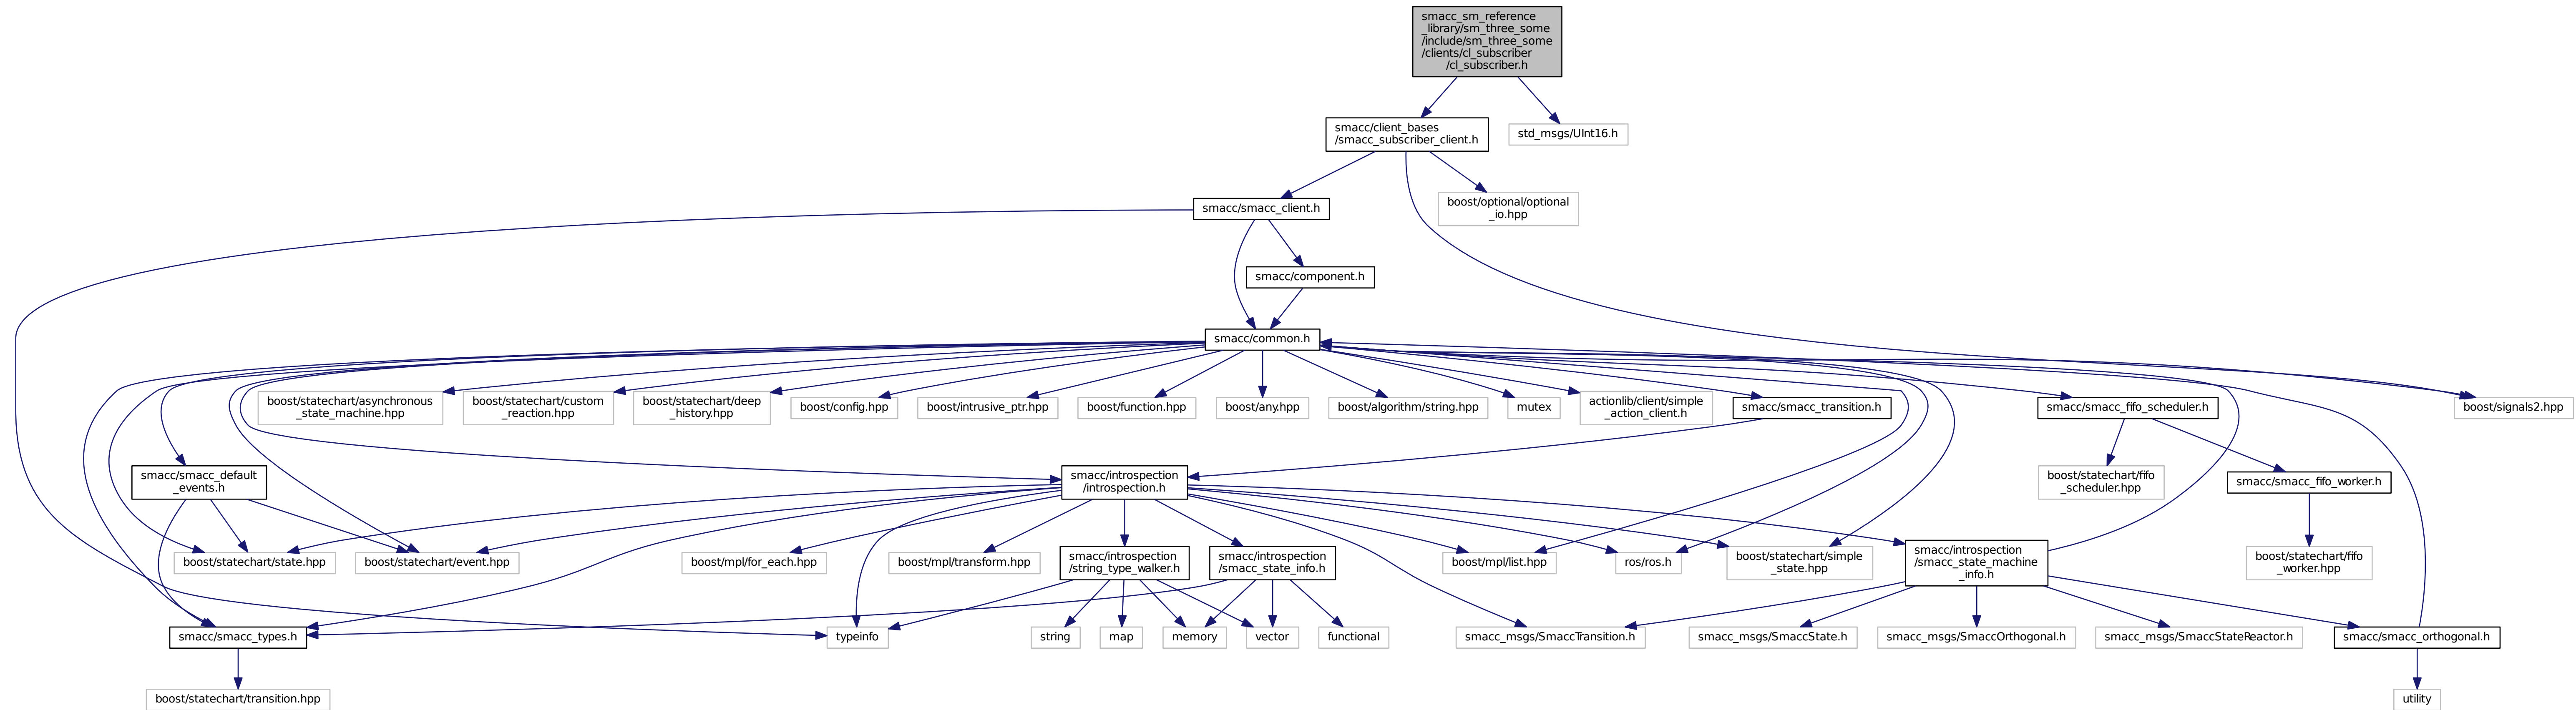 smacc_sm_reference
_library/sm_three_some
/include/sm_three_some
/clients/cl_subscriber
/cl_subscriber.h
smacc/client_bases
/smacc_subscriber_client.h
std_msgs/UInt16.h
smacc/smacc_client.h
boost/optional/optional
_io.hpp
smacc/component.h
smacc/common.h
boost/statechart/asynchronous
_state_machine.hpp
boost/statechart/custom
_reaction.hpp
boost/statechart/deep
_history.hpp
boost/config.hpp
boost/intrusive_ptr.hpp
boost/function.hpp
boost/any.hpp
boost/algorithm/string.hpp
mutex
actionlib/client/simple
_action_client.h
smacc/smacc_transition.h
smacc/smacc_fifo_scheduler.h
boost/signals2.hpp
smacc/smacc_default
_events.h
smacc/introspection
/introspection.h
boost/statechart/fifo
_scheduler.hpp
smacc/smacc_fifo_worker.h
boost/statechart/state.hpp
boost/statechart/event.hpp
boost/mpl/for_each.hpp
boost/mpl/transform.hpp
smacc/introspection
/string_type_walker.h
smacc/introspection
/smacc_state_info.h
boost/mpl/list.hpp
ros/ros.h
boost/statechart/simple
_state.hpp
smacc/introspection
/smacc_state_machine
_info.h
boost/statechart/fifo
_worker.hpp
smacc/smacc_types.h
typeinfo
string
map
memory
vector
functional
smacc_msgs/SmaccTransition.h
smacc_msgs/SmaccState.h
smacc_msgs/SmaccOrthogonal.h
smacc_msgs/SmaccStateReactor.h
smacc/smacc_orthogonal.h
boost/statechart/transition.hpp
utility